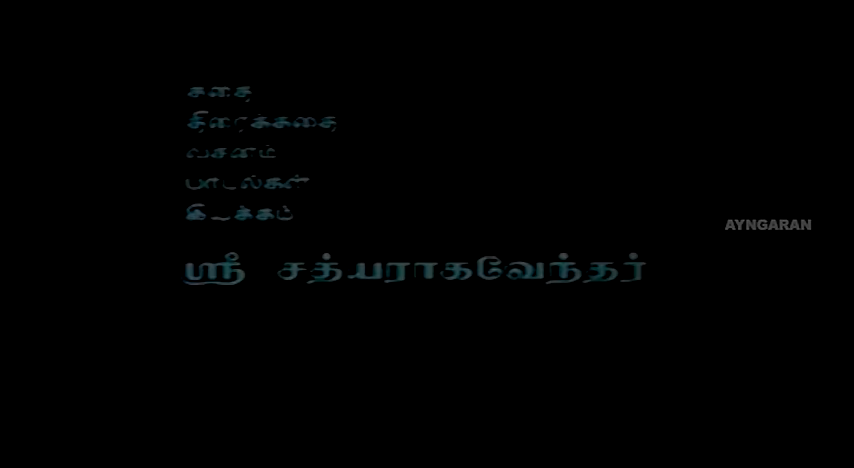 கதை
திரைக்கதை
வசனம்
பாடல்கள்
இயக்கம்
AYNGARAN
ஸ்ரீ சத்யராகவேந்தர்